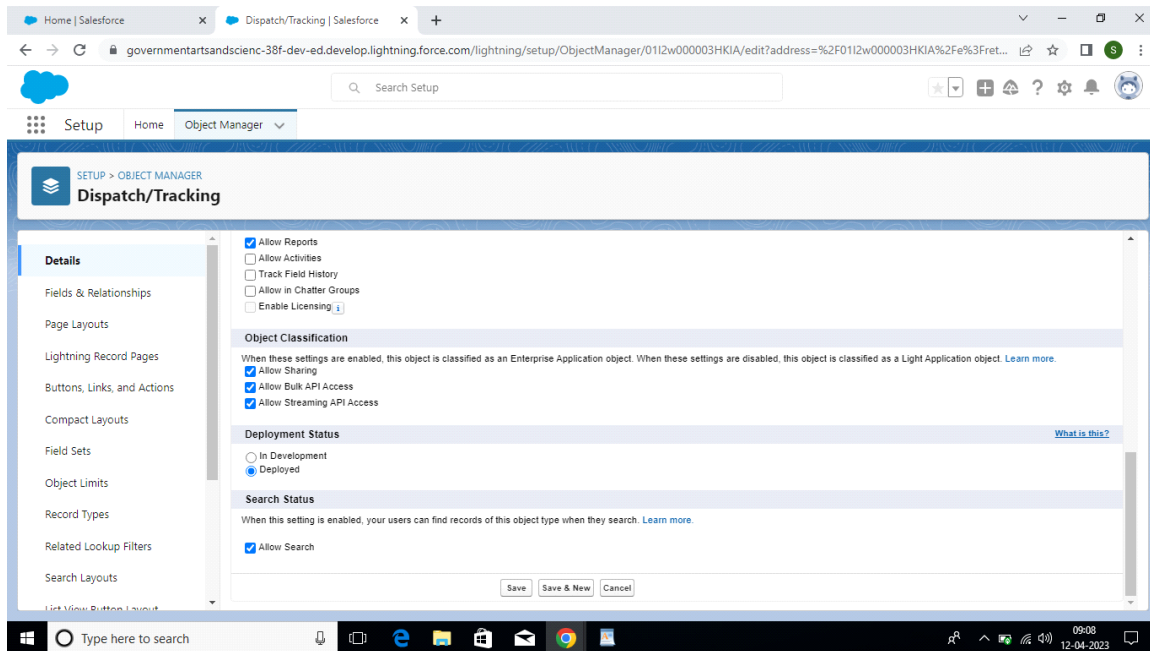 Home | Salesforce
Dispatch/Tracking | Salesforce
governmentartsandscienc-38f-dev-ed.develop.lightning.force.com/lightning/setup/ObjectManager/01I2w000003HKIA/edit?address=%2F01I2w000003HKIA%2Fe%3Fret...
S
Search Setup
Setup
Home
Object Manager
SETUP > OBJECT MANAGER
Dispatch/Tracking
Details
Fields & Relationships
Page Layouts
Lightning Record Pages
Buttons, Links, and Actions
Compact Layouts
Field Sets
Object Limits
Record Types
Related Lookup Filters
Search Layouts
List View Button Layout
Allow Reports
Allow Activities
Track Field History
Allow in Chatter Groups
Enable Licensing i
Object Classification
When these settings are enabled, this object is classified as an Enterprise Application object. When these settings are disabled, this object is classified as a Light Application object. Learn more.
Allow Sharing
Allow Bulk API Access
Allow Streaming API Access
Deployment Status What is this?
In Development
Deployed
Search Status
When this setting is enabled, your users can find records of this object type when they search. Learn more.
Allow Search
Save Save & New Cancel
Type here to search
09:08
12-04-2023